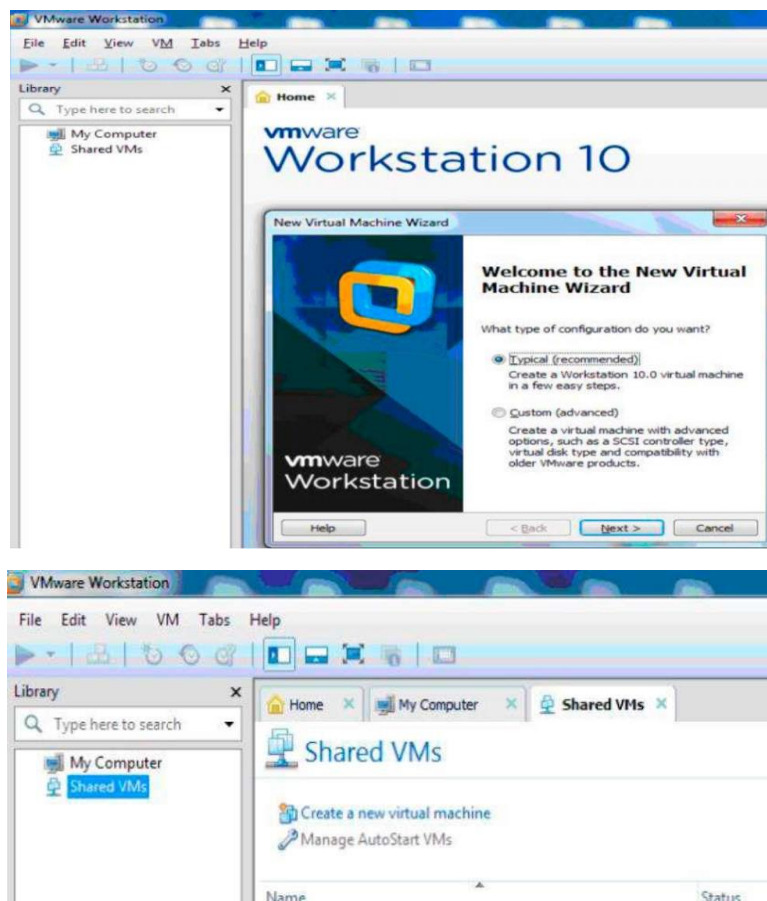 VMware Workstation
File Edit View VM Tabs Help
Library
Type here to search
My Computer
Shared VMs
Home
vmware
Workstation 10
New Virtual Machine Wizard
Welcome to the New Virtual
Machine Wizard
What type of configuration do you want?
Typical (recommended)
Create a Workstation 10.0 virtual machine
in a few easy steps.
Custom (advanced)
Create a virtual machine with advanced
options, such as a SCSI controller type,
virtual disk type and compatibility with
older VMware products.
vmware
Workstation
Help
< Back
Next >
Cancel
VMware Workstation
File Edit View VM Tabs Help
Library
Type here to search
My Computer
Shared VMs
Home
My Computer
Shared VMs
Shared VMs
Create a new virtual machine
Manage AutoStart VMs
Name
Status